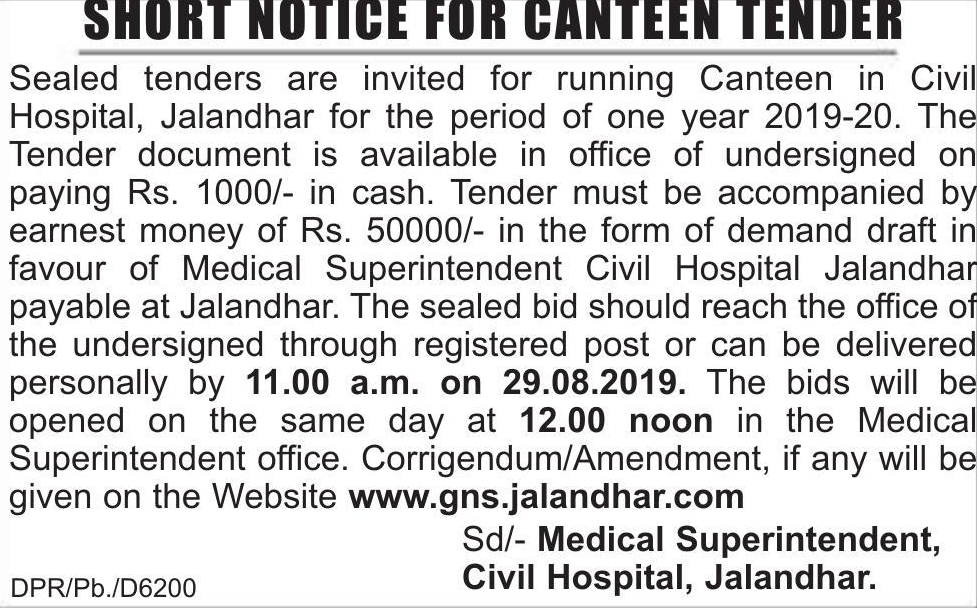 SHORT NOTICE FOR CANTEEN TENDER
Sealed tenders are invited for running Canteen in Civil
Hospital, Jalandhar for the period of one year 2019-20. The
Tender document is available in office of undersigned on
paying Rs. 1000/- in cash. Tender must be accompanied by
earnest money of Rs. 50000/- in the form of demand draft in
favour of Medical Superintendent Civil Hospital Jalandhar
payable at Jalandhar. The sealed bid should reach the office of
the undersigned through registered post or can be delivered
personally by 11.00 a.m. on 29.08.2019. The bids will be
opened on the same day at 12.00 noon in the Medical
Superintendent office. Corrigendum/Amendment, if any will be
given on the Website www.gns.jalandhar.com
Sd/- Medical Superintendent,
Civil Hospital, Jalandhar.
DPR/Pb./D6200